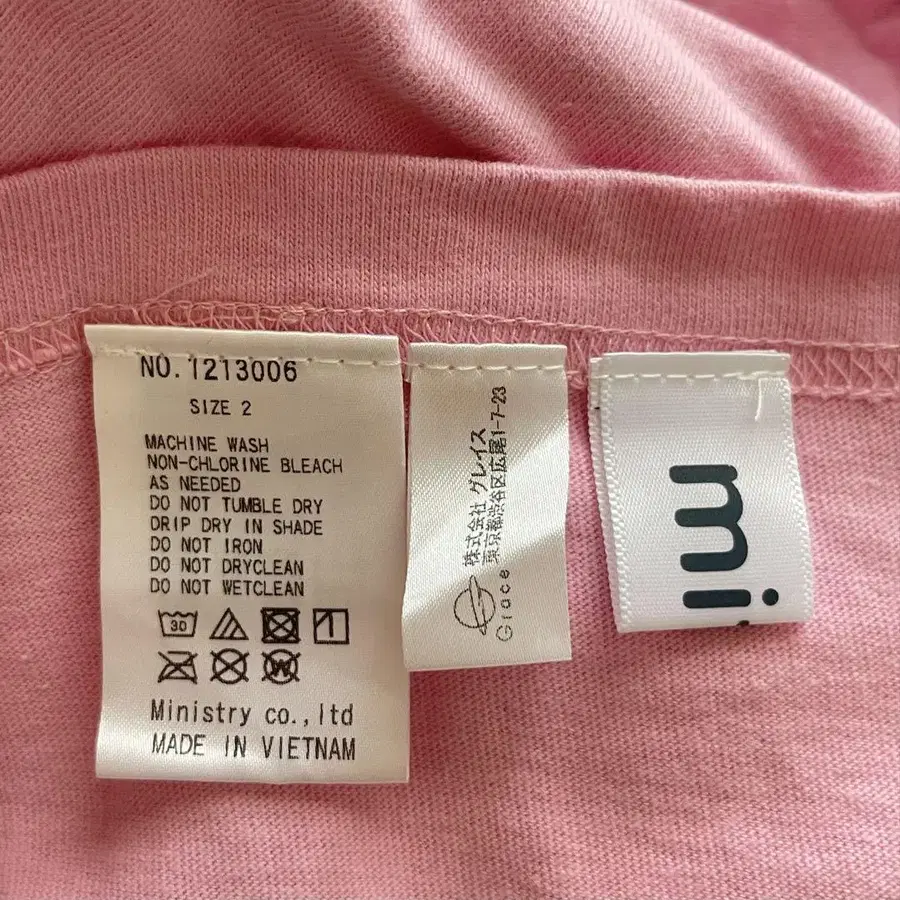 NO. 1213006
SIZE 2
MACHINE WASH
NON-CHLORINE BLEACH
AS NEEDED
DO NOT TUMBLE DRY
DRIP DRY IN SHADE
DO NOT IRON
DO NOT DRYCLEAN
DO NOT WETCLEAN
30
W
Ministry co.,ltd
MADE IN VIETNAM
株式会社 グレイス
東京都渋谷区広尾1-7-23
Grace
mi